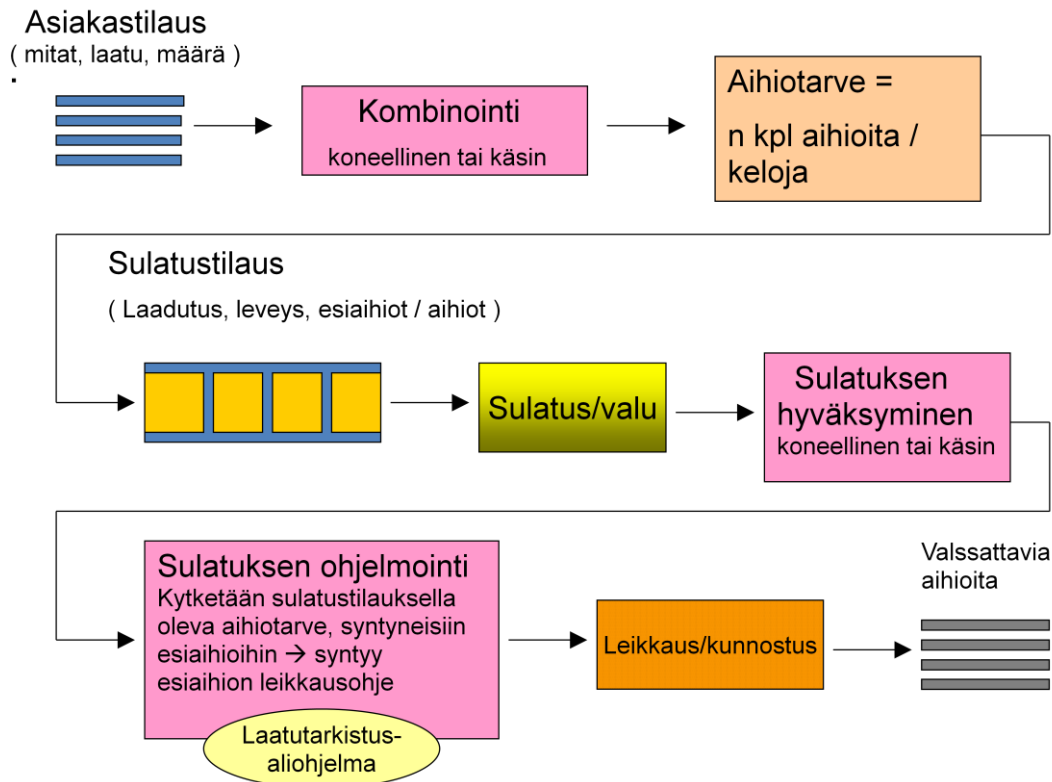 Asiakastilaus
( mitat, laatu, määrä )
Kombinointi
koneellinen tai käsin
Aihiotarve =
n kpl aihioita /
keloja
Sulatustilaus
( Laadutus, leveys, esiaihiot / aihiot )
Sulatus/valu
Sulatuksen
hyväksyminen
koneellinen tai käsin
Sulatuksen ohjelmointi
Kytketään sulatustilauksella
oleva aihiotarve, syntyneisiin
esiaihioihin → syntyy
esiaihion leikkausohje
Laatutarkistus-
aliohjelma
Leikkaus/kunnostus
Valssattavia
aihioita